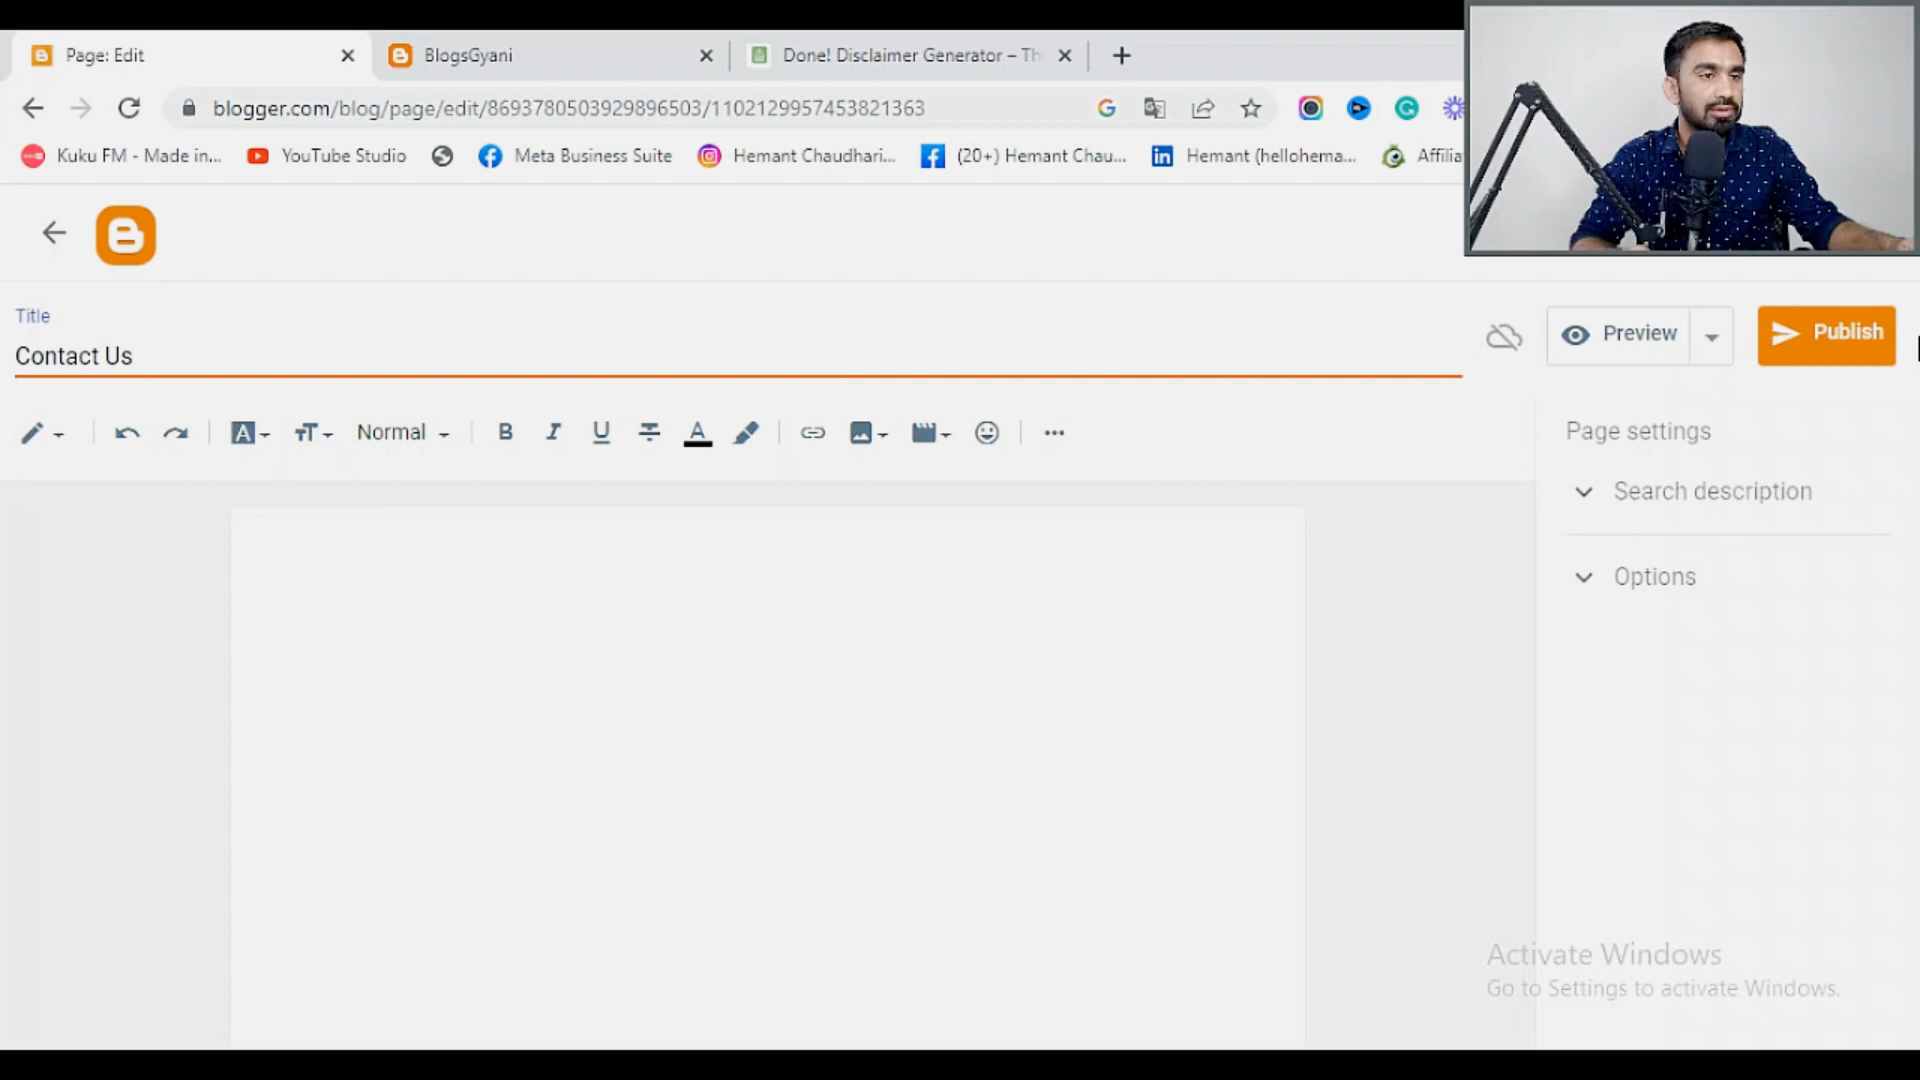 Page: Edit
BlogsGyani
Done! Disclaimer Generator – Th
blogger.com/blog/page/edit/8693780503929896503/1102129957453821363
Kuku FM - Made in...
YouTube Studio
Meta Business Suite
Hemant Chaudhari...
(20+) Hemant Chau...
Hemant (hellohema...
Affilia
Title
Contact Us
Preview
Publish
Normal
Page settings
Search description
Options
Activate Windows
Go to Settings to activate Windows.